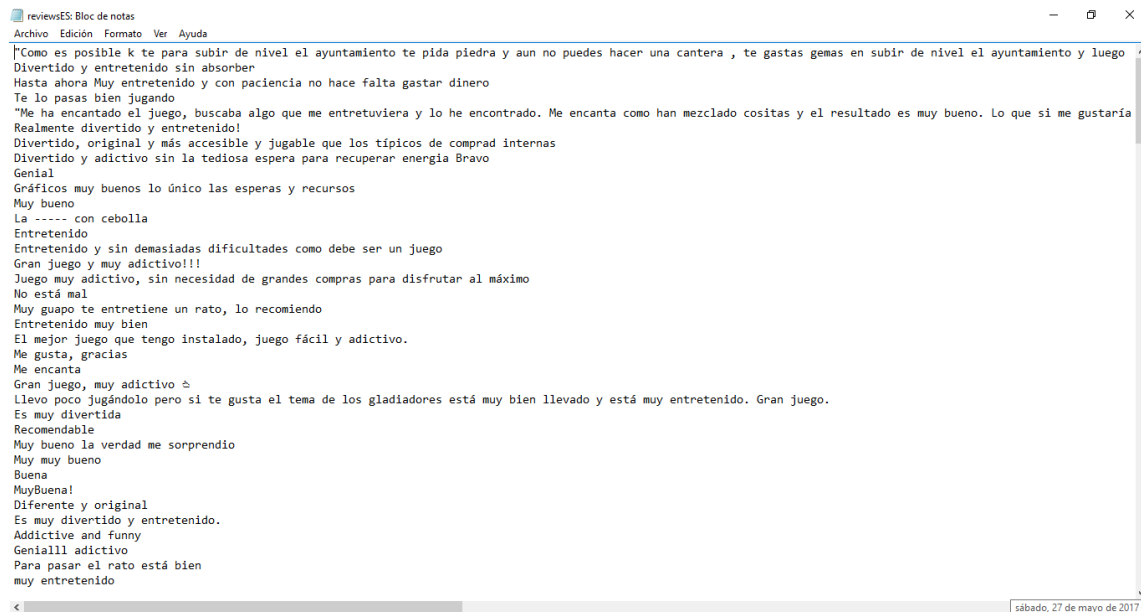 reviewsES: Bloc de notas
Archivo Edición Formato Ver Ayuda
"Como es posible k te para subir de nivel el ayuntamiento te pida piedra y aun no puedes hacer una cantera , te gastas gemas en subir de nivel el ayuntamiento y luego
Divertido y entretenido sin absorber
Hasta ahora Muy entretenido y con paciencia no hace falta gastar dinero
Te lo pasas bien jugando
"Me ha encantado el juego, buscaba algo que me entretuviera y lo he encontrado. Me encanta como han mezclado cositas y el resultado es muy bueno. Lo que si me gustaría
Realmente divertido y entretenido!
Divertido, original y más accesible y jugable que los típicos de comprad internas
Divertido y adictivo sin la tediosa espera para recuperar energia Bravo
Genial
Gráficos muy buenos lo único las esperas y recursos
Muy bueno
La ----- con cebolla
Entretenido
Entretenido y sin demasiadas dificultades como debe ser un juego
Gran juego y muy adictivo!!!
Juego muy adictivo, sin necesidad de grandes compras para disfrutar al máximo
No está mal
Muy guapo te entretiene un rato, lo recomiendo
Entretenido muy bien
El mejor juego que tengo instalado, juego fácil y adictivo.
Me gusta, gracias
Me encanta
Gran juego, muy adictivo
Llevo poco jugándolo pero si te gusta el tema de los gladiadores está muy bien llevado y está muy entretenido. Gran juego.
Es muy divertida
Recomendable
Muy bueno la verdad me sorprendio
Muy muy bueno
Buena
MuyBuena!
Diferente y original
Es muy divertido y entretenido.
Addictive and funny
Genialll adictivo
Para pasar el rato está bien
muy entretenido
sábado, 27 de mayo de 2017